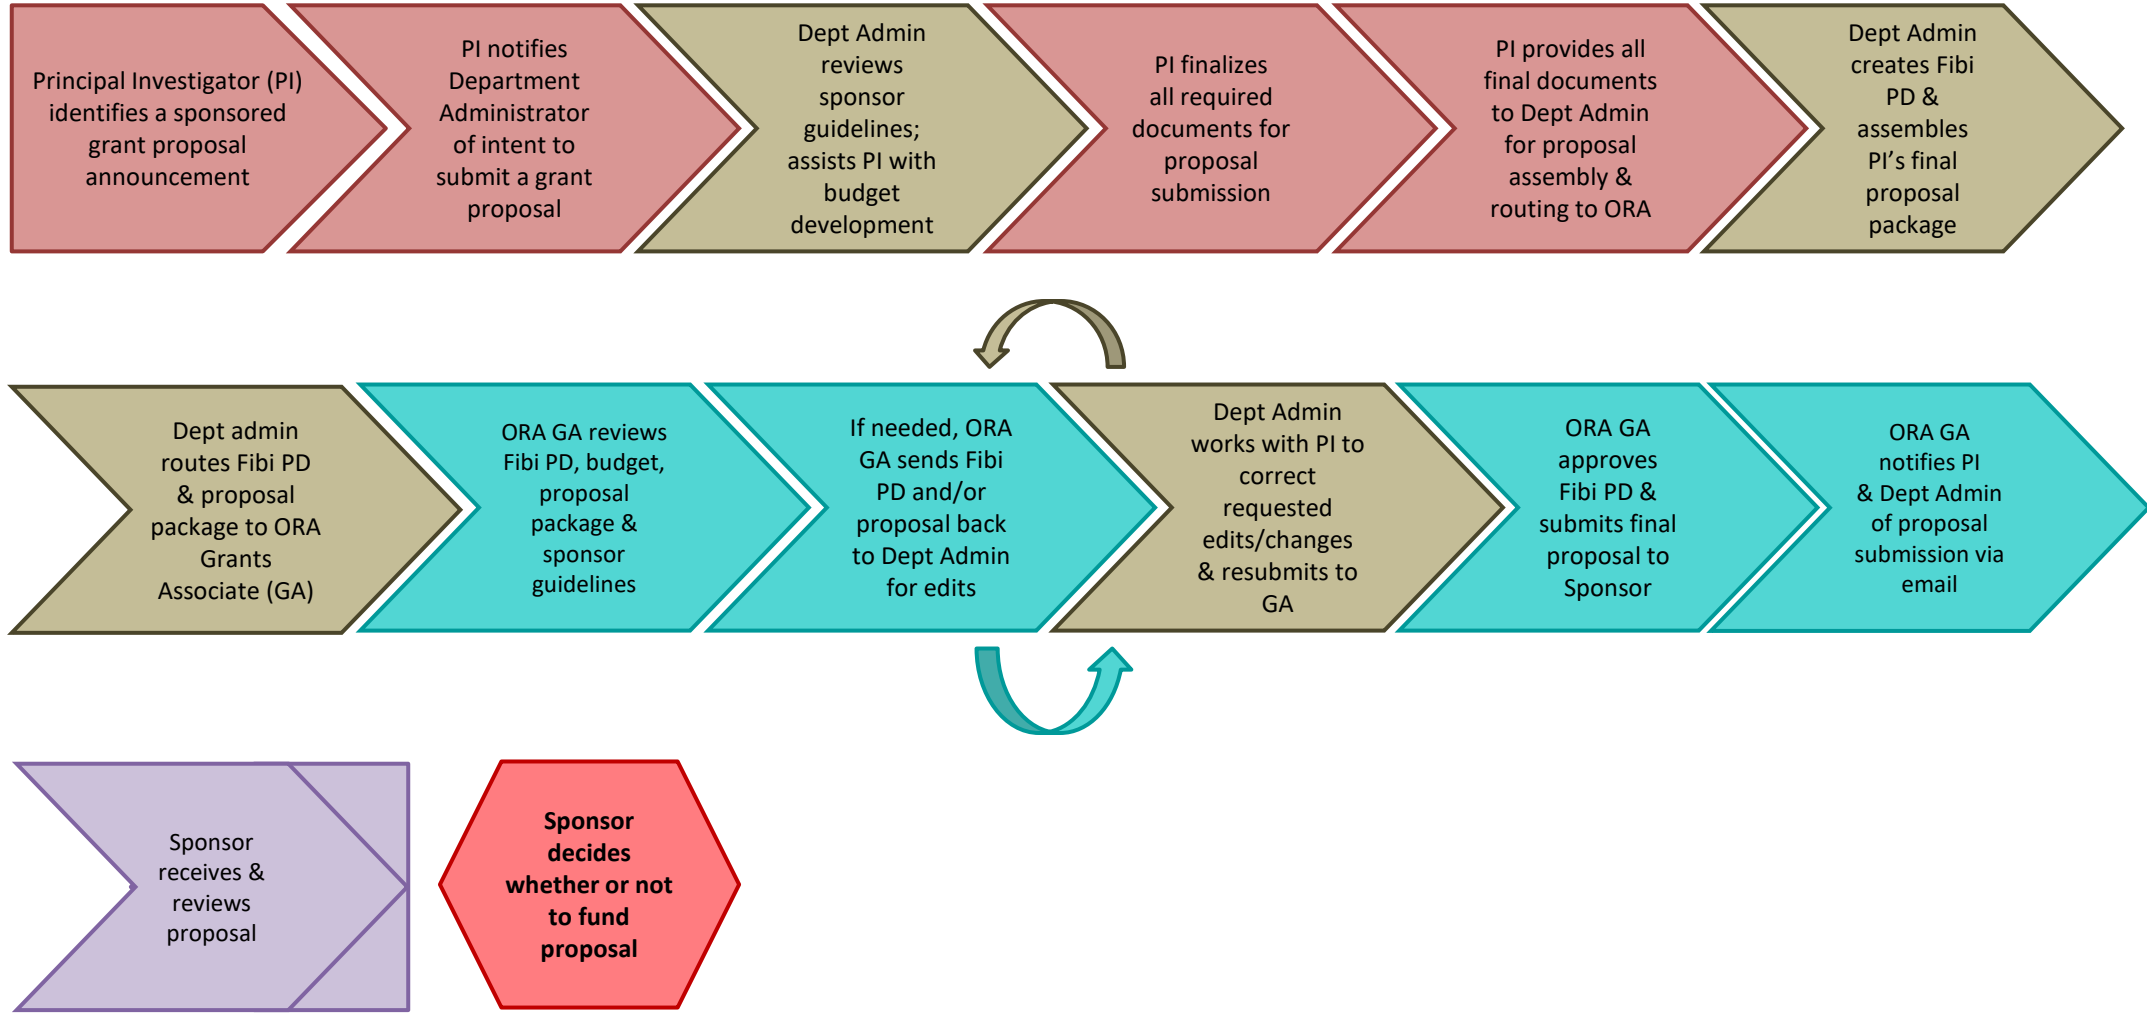 Principal Investigator (PI)
identifies a sponsored
grant proposal
announcement
PI notifies
Department
Administrator
of intent to
submit a grant
proposal
Dept Admin
reviews
sponsor
guidelines;
assists PI with
budget
development
PI finalizes
all required
documents for
proposal
submission
PI provides all
final documents
to Dept Admin
for proposal
assembly &
routing to ORA
Dept Admin
creates Fibi
PD &
assembles
PI’s final
proposal
package
Dept admin
routes Fibi PD
& proposal
package to ORA
Grants
Associate (GA)
ORA GA reviews
Fibi PD, budget,
proposal
package &
sponsor
guidelines
If needed, ORA
GA sends Fibi
PD and/or
proposal back
to Dept Admin
for edits
Dept Admin
works with PI to
correct
requested
edits/changes
& resubmits to
GA
ORA GA
approves
Fibi PD &
submits final
proposal to
Sponsor
ORA GA
notifies PI
& Dept Admin
of proposal
submission via
email
Sponsor
receives &
reviews
proposal
Sponsor
decides
whether or not
to fund
proposal